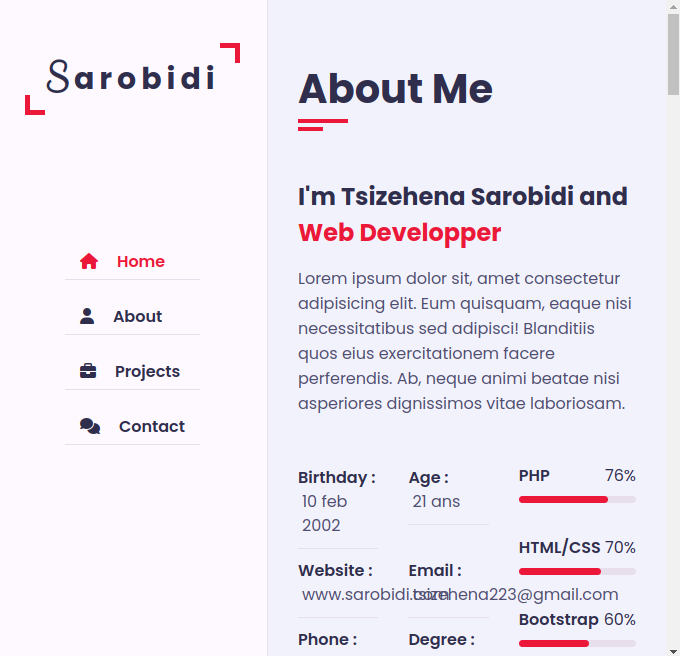 Sarobidi
Home
About
Projects
Contact
About Me
I'm Tsizehena Sarobidi and
Web Developper
Lorem ipsum dolor sit, amet consectetur
adipisicing elit. Eum quisquam, eaque nisi
necessitatibus sed adipisci! Blanditiis
quos eius exercitationem facere
perferendis. Ab, neque animi beatae nisi
asperiores dignissimos vitae laboriosam.
Birthday :
10 feb
2002
Age :
21 ans
Website :
www.sarobidi.com
Email :
tsizehena223@gmail.com
Phone :
Degree :
PHP 76%
HTML/CSS 70%
Bootstrap 60%